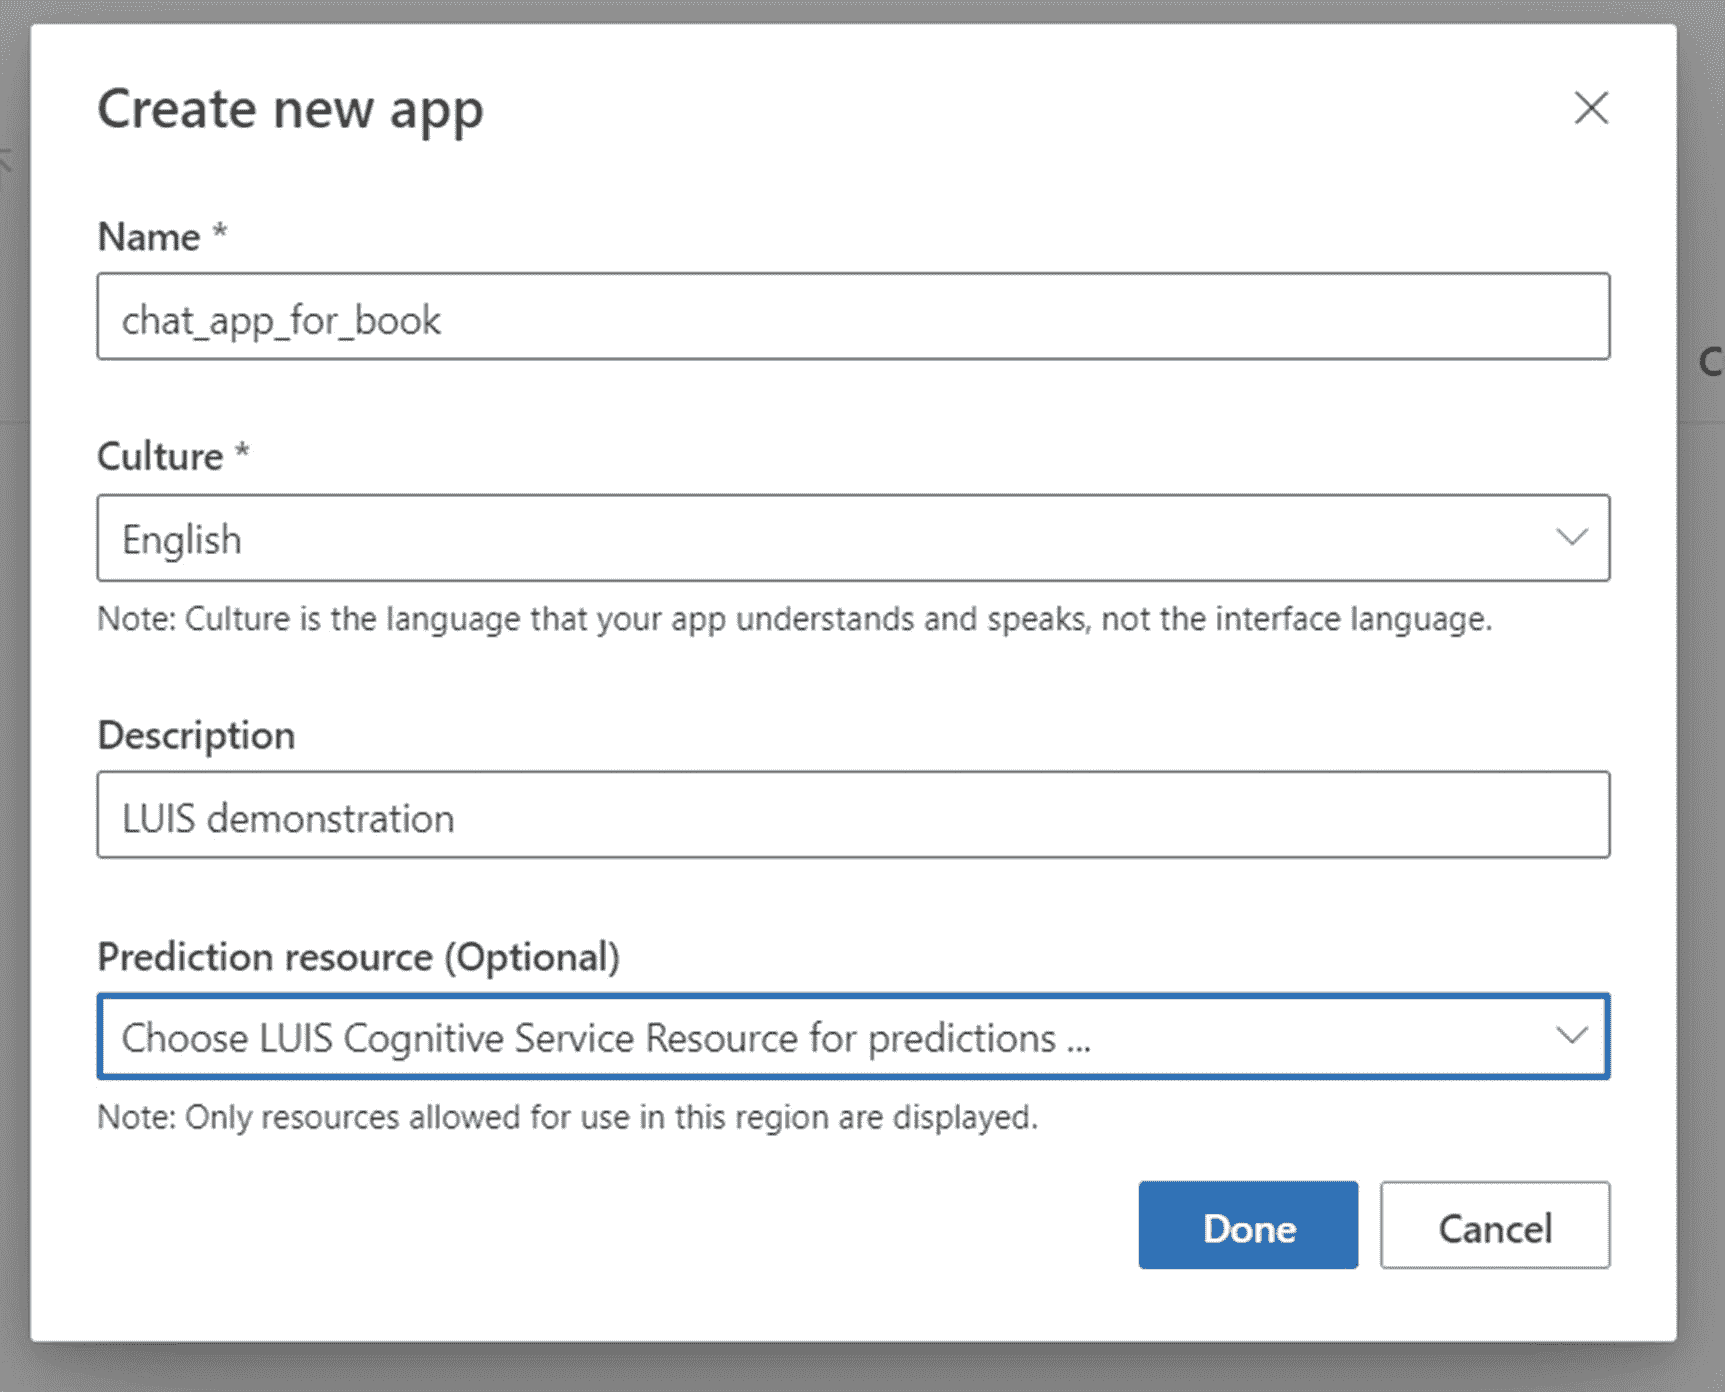 Create new app
Name *
chat_app_for_book
C
Culture *
English
Note: Culture is the language that your app understands and speaks, not the interface language.
Description
LUIS demonstration
Prediction resource (Optional)
Choose LUIS Cognitive Service Resource for predictions ...
Note: Only resources allowed for use in this region are displayed.
Done
Cancel